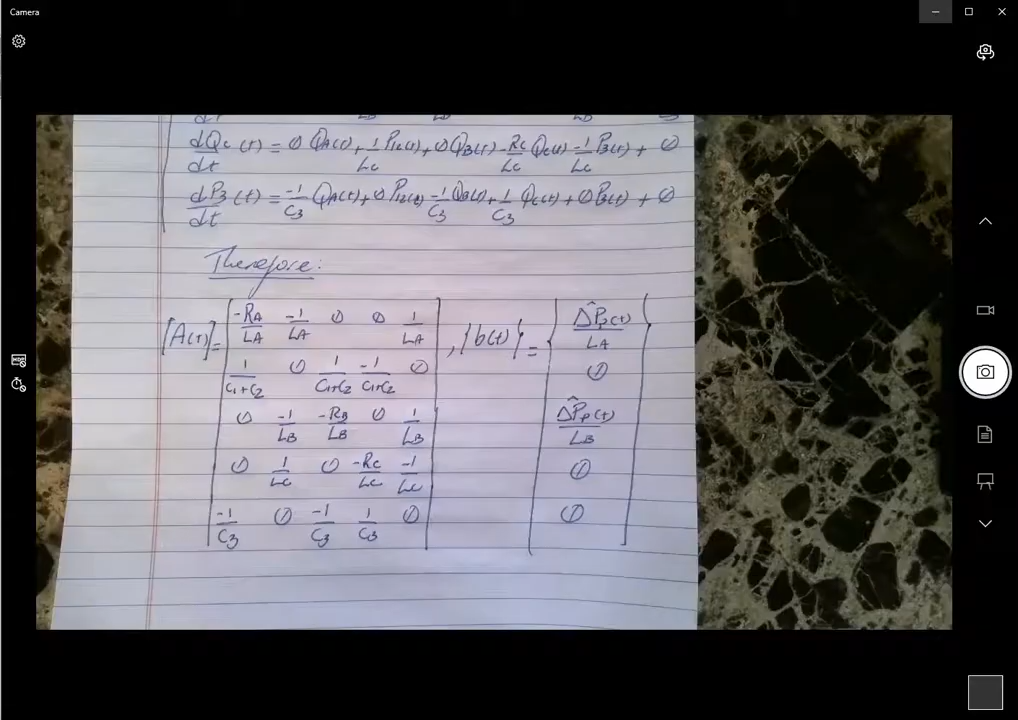 Camera
dQc(t) = 0 QA(t) + 1/Lc P12(t) + 0 QB(t) - Rc/Lc Qc(t) - 1/Lc P3(t) + 0
dt
dP3(t) = -1/C3 QA(t) + 0 P12(t) - 1/C3 QB(t) + 1/C3 Qc(t) + 0 P3(t) + 0
dt
Therefore:
[A(t)] = -RA/LA -1/LA 0 0 1/LA , {b(t)} = ΔP̂p(t)/LA
1/C1+C2 0 1/C1+C2 -1/C1+C2 0 0
0 -1/LB -RB/LB 0 1/LB ΔP̂p(t)/LB
0 1/Lc 0 -Rc/Lc -1/Lc 0
-1/C3 0 -1/C3 1/C3 0 0